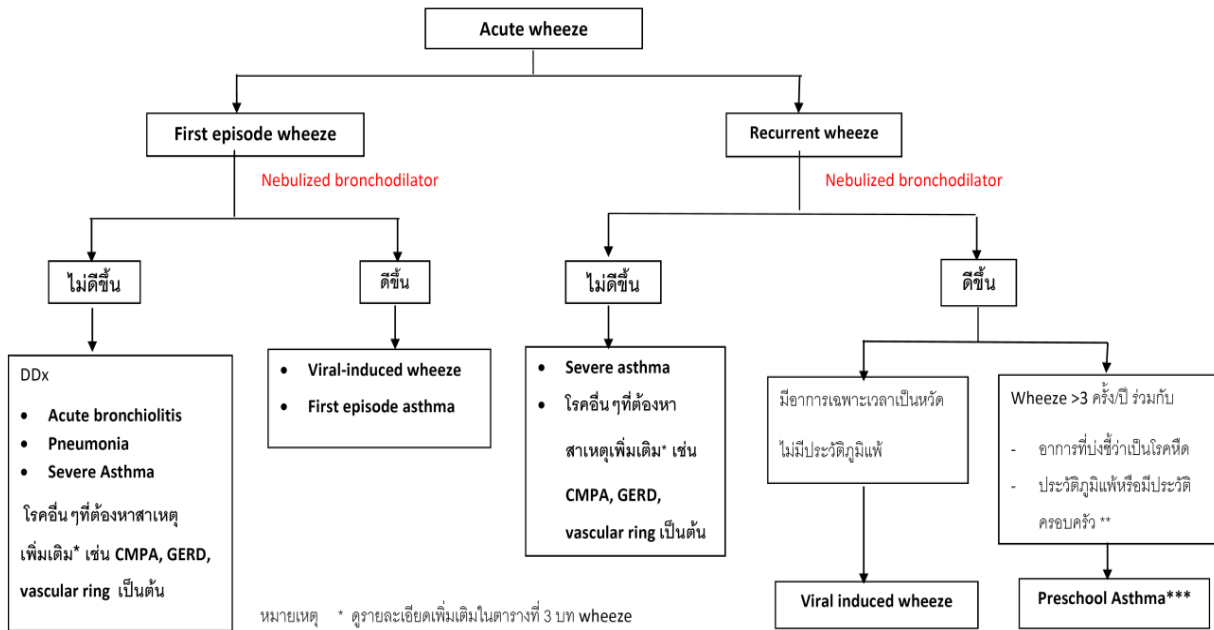 Acute wheeze
First episode wheeze
Recurrent wheeze
Nebulized bronchodilator
Nebulized bronchodilator
ไม่ดีขึ้น
ดีขึ้น
ไม่ดีขึ้น
ดีขึ้น
DDx
• Acute bronchiolitis
• Pneumonia
• Severe Asthma
โรคอื่น ๆที่ต้องหาสาเหตุ
เพิ่มเติม* เช่น CMPA, GERD,
vascular ring เป็นต้น
• Viral-induced wheeze
• First episode asthma
• Severe asthma
• โรคอื่น ๆที่ต้องหา
สาเหตุเพิ่มเติม* เช่น
CMPA, GERD,
vascular ring เป็นต้น
มีอาการเฉพาะเวลาเป็นหวัด
ไม่มีประวัติภูมิแพ้
Wheeze >3 ครั้ง/ปี ร่วมกับ
- อาการที่บ่งชี้ว่าเป็นโรคหืด
- ประวัติภูมิแพ้หรือมีประวัติ
ครอบครัว **
Viral induced wheeze
Preschool Asthma***
หมายเหตุ * ดูรายละเอียดเพิ่มเติมในตารางที่ 3 บท wheeze